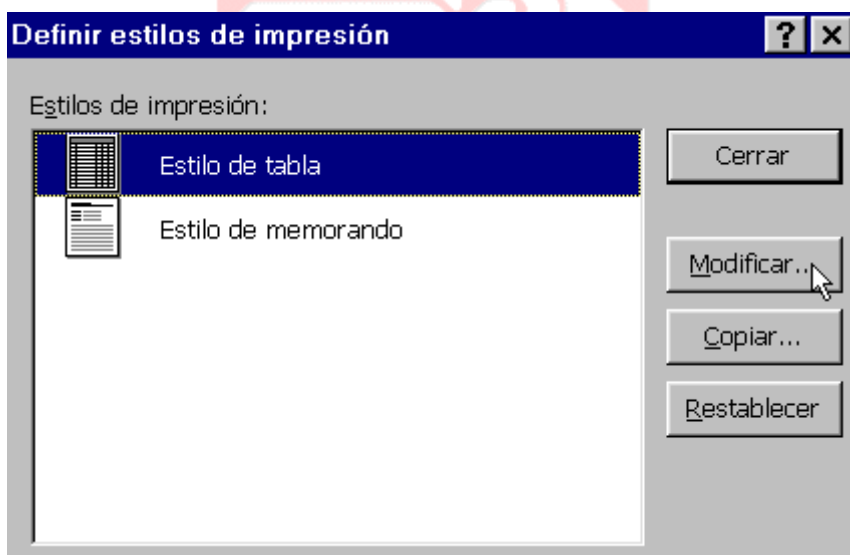 Definir estilos de impresión
Estilos de impresión:
Estilo de tabla
Estilo de memorando
Cerrar
Modificar...
Copiar...
Restablecer